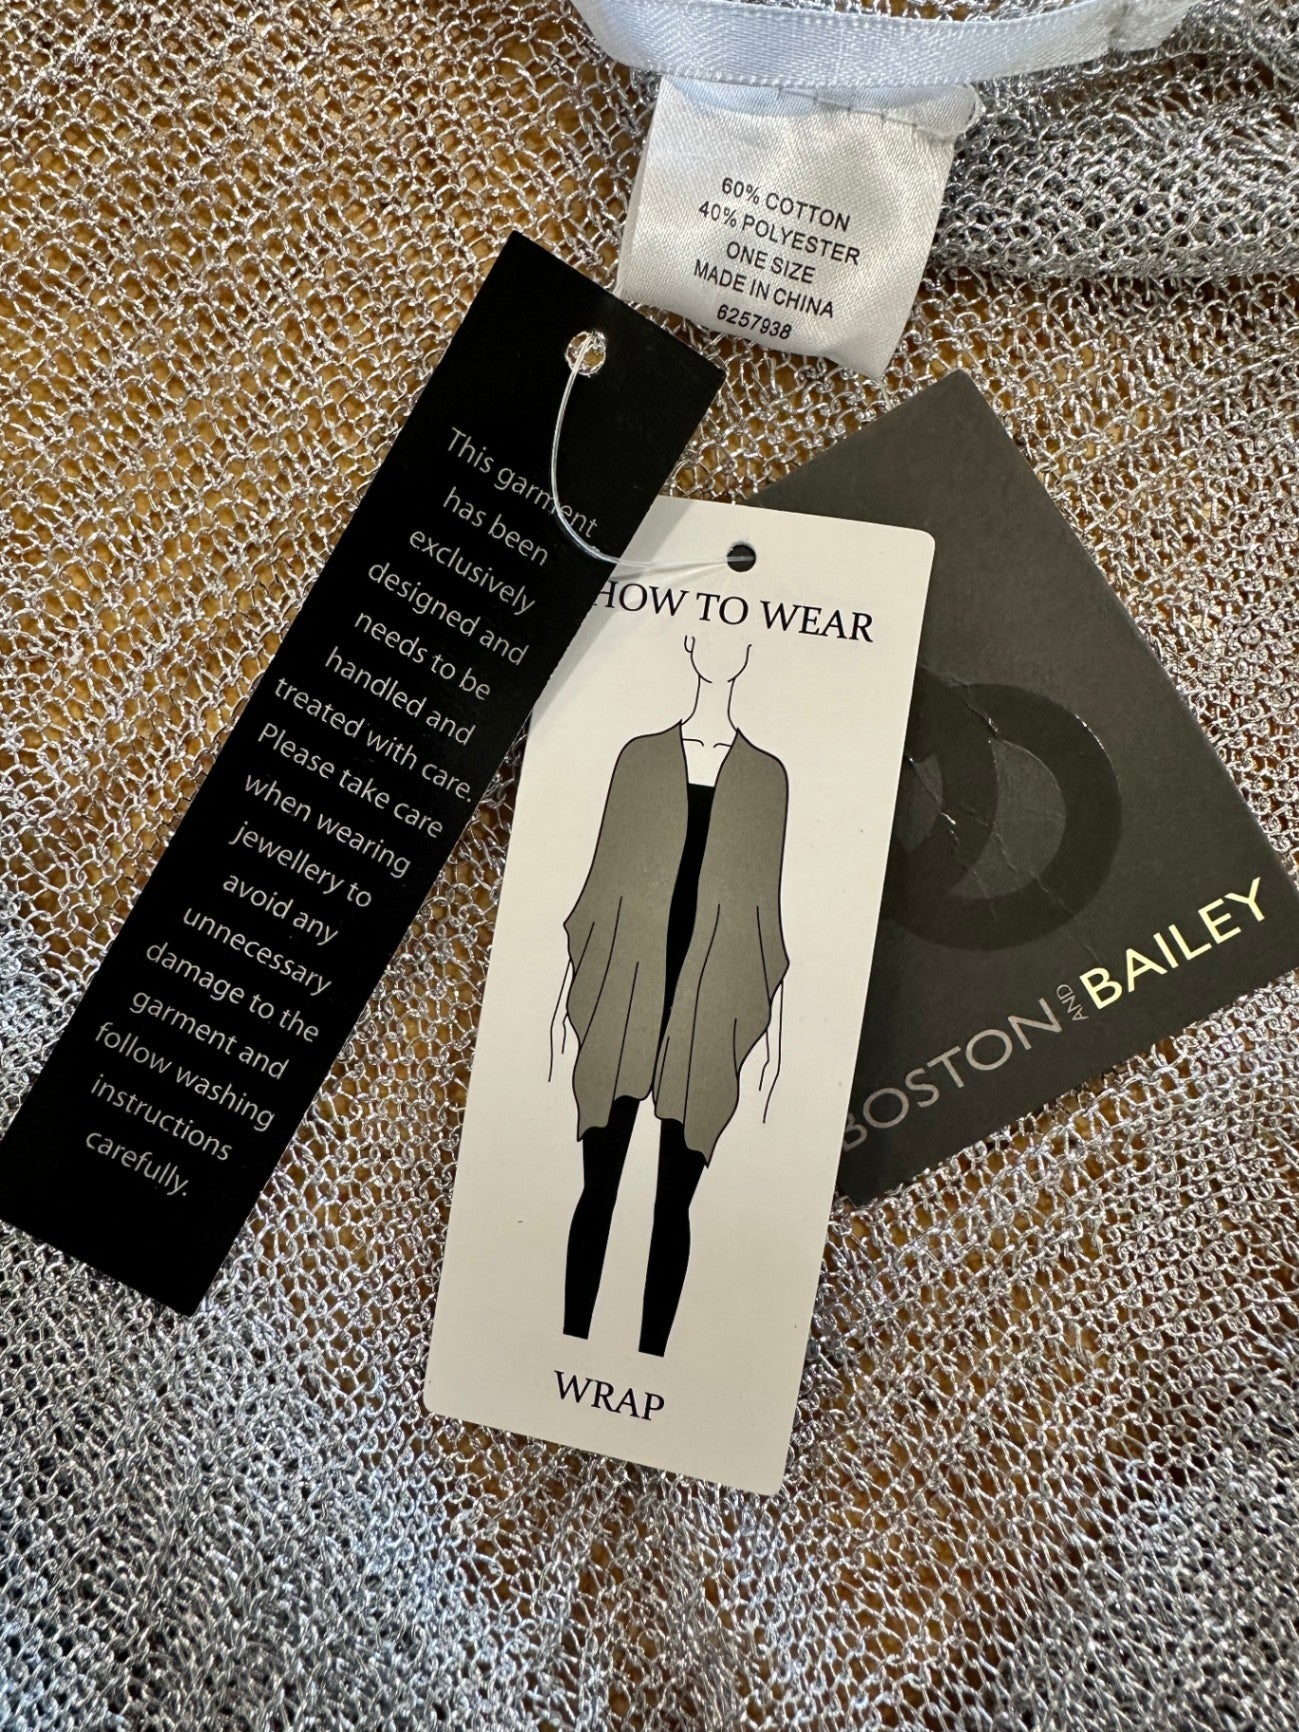 60% COTTON
40% POLYESTER
ONE SIZE
MADE IN CHINA
6257938
This garment
has been
exclusively
designed and
needs to be
handled and
treated with care.
Please take care
when wearing
jewellery to
avoid any
unnecessary
damage to the
garment and
follow washing
instructions
carefully.
HOW TO WEAR
WRAP
BOSTON AND BAILEY